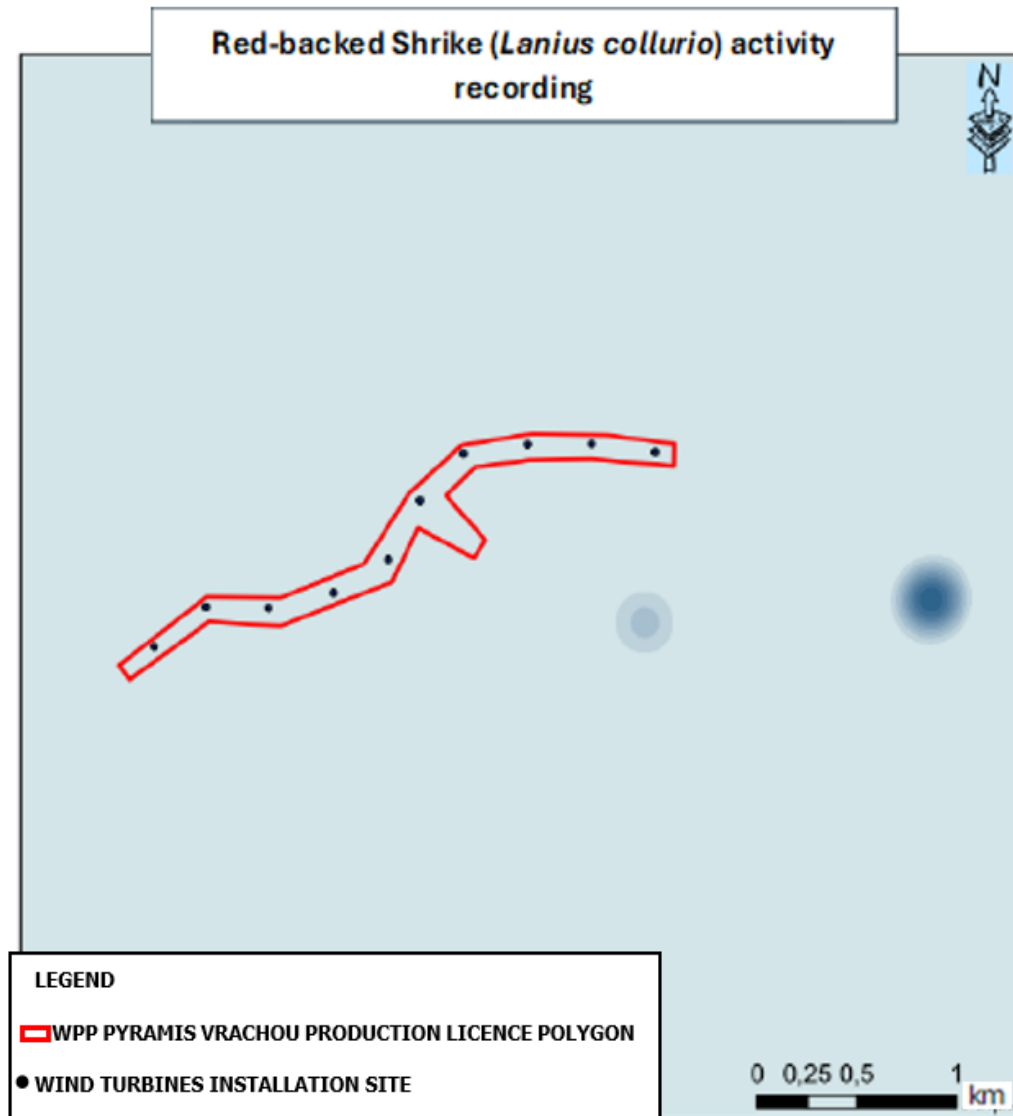 Red-backed Shrike (Lanius collurio) activity
recording
N
LEGEND
WPP PYRAMIS VRACHOU PRODUCTION LICENCE POLYGON
WIND TURBINES INSTALLATION SITE
0 0,25 0,5 1
km